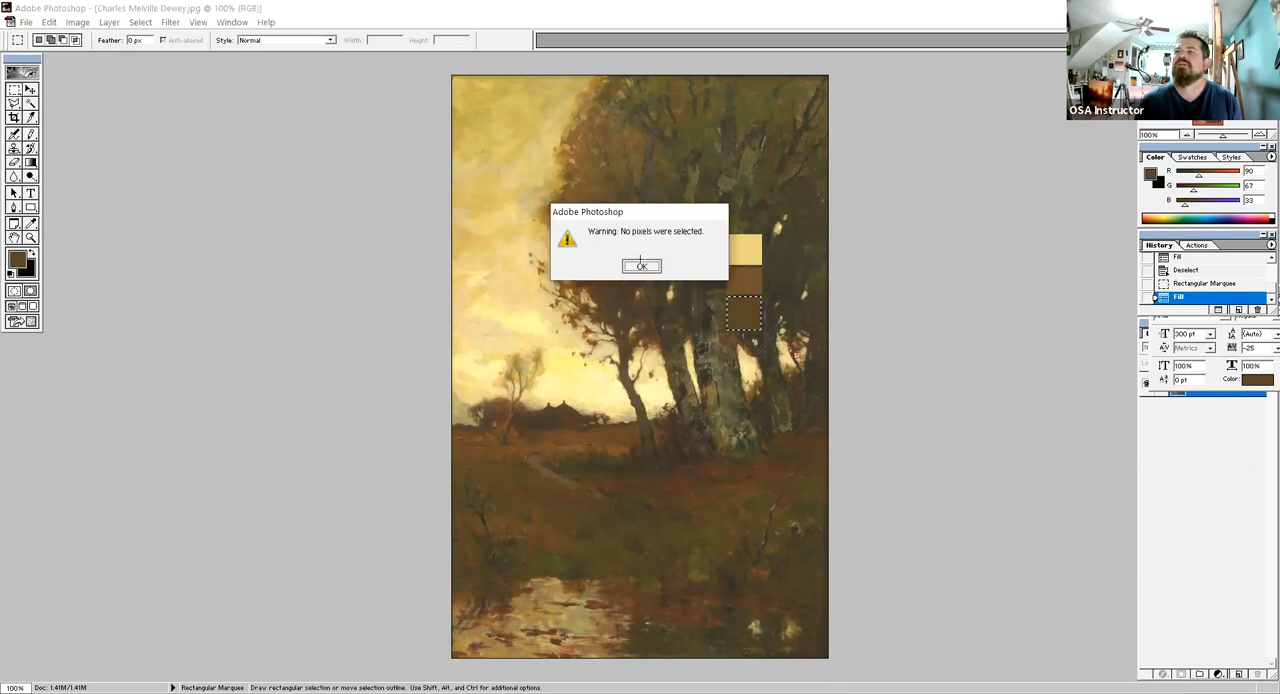 Adobe Photoshop - [Charles Melville Dewey.jpg @ 100% (RGB)]
File Edit Image Layer Select Filter View Window Help
Feather: 0 px Anti-aliased Style: Normal Width: Height:
OSA Instructor
100%
Color Swatches Styles
R 90
G 67
B 33
Adobe Photoshop
Warning: No pixels were selected.
OK
History Actions
Fill
Deselect
Rectangular Marquee
Fill
300 pt (Auto)
Metrics -25
100% 100%
0 pt Color:
100% Doc: 1.41M/1.41M Rectangular Marquee Draw rectangular selection or move selection outline. Use Shift, Alt, and Ctrl for additional options.